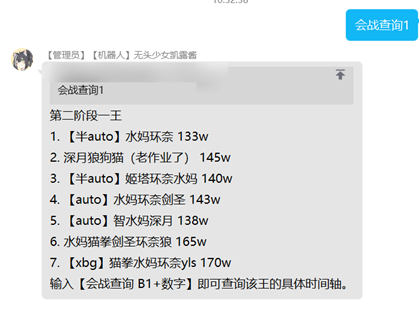 会战查询1
【管理员】【机器人】无头少女凯露酱
会战查询1
第二阶段一王
1. 【半auto】水妈环奈 133w
2. 深月狼狗猫（老作业了） 145w
3. 【半auto】姬塔环奈水妈 140w
4. 【auto】水妈环奈创圣 143w
5. 【auto】智水妈深月 138w
6. 水妈猫拳创圣环奈狼 165w
7. 【xbg】猫拳水妈环奈yls 170w
输入【会战查询 B1+数字】即可查询该王的具体时间轴。